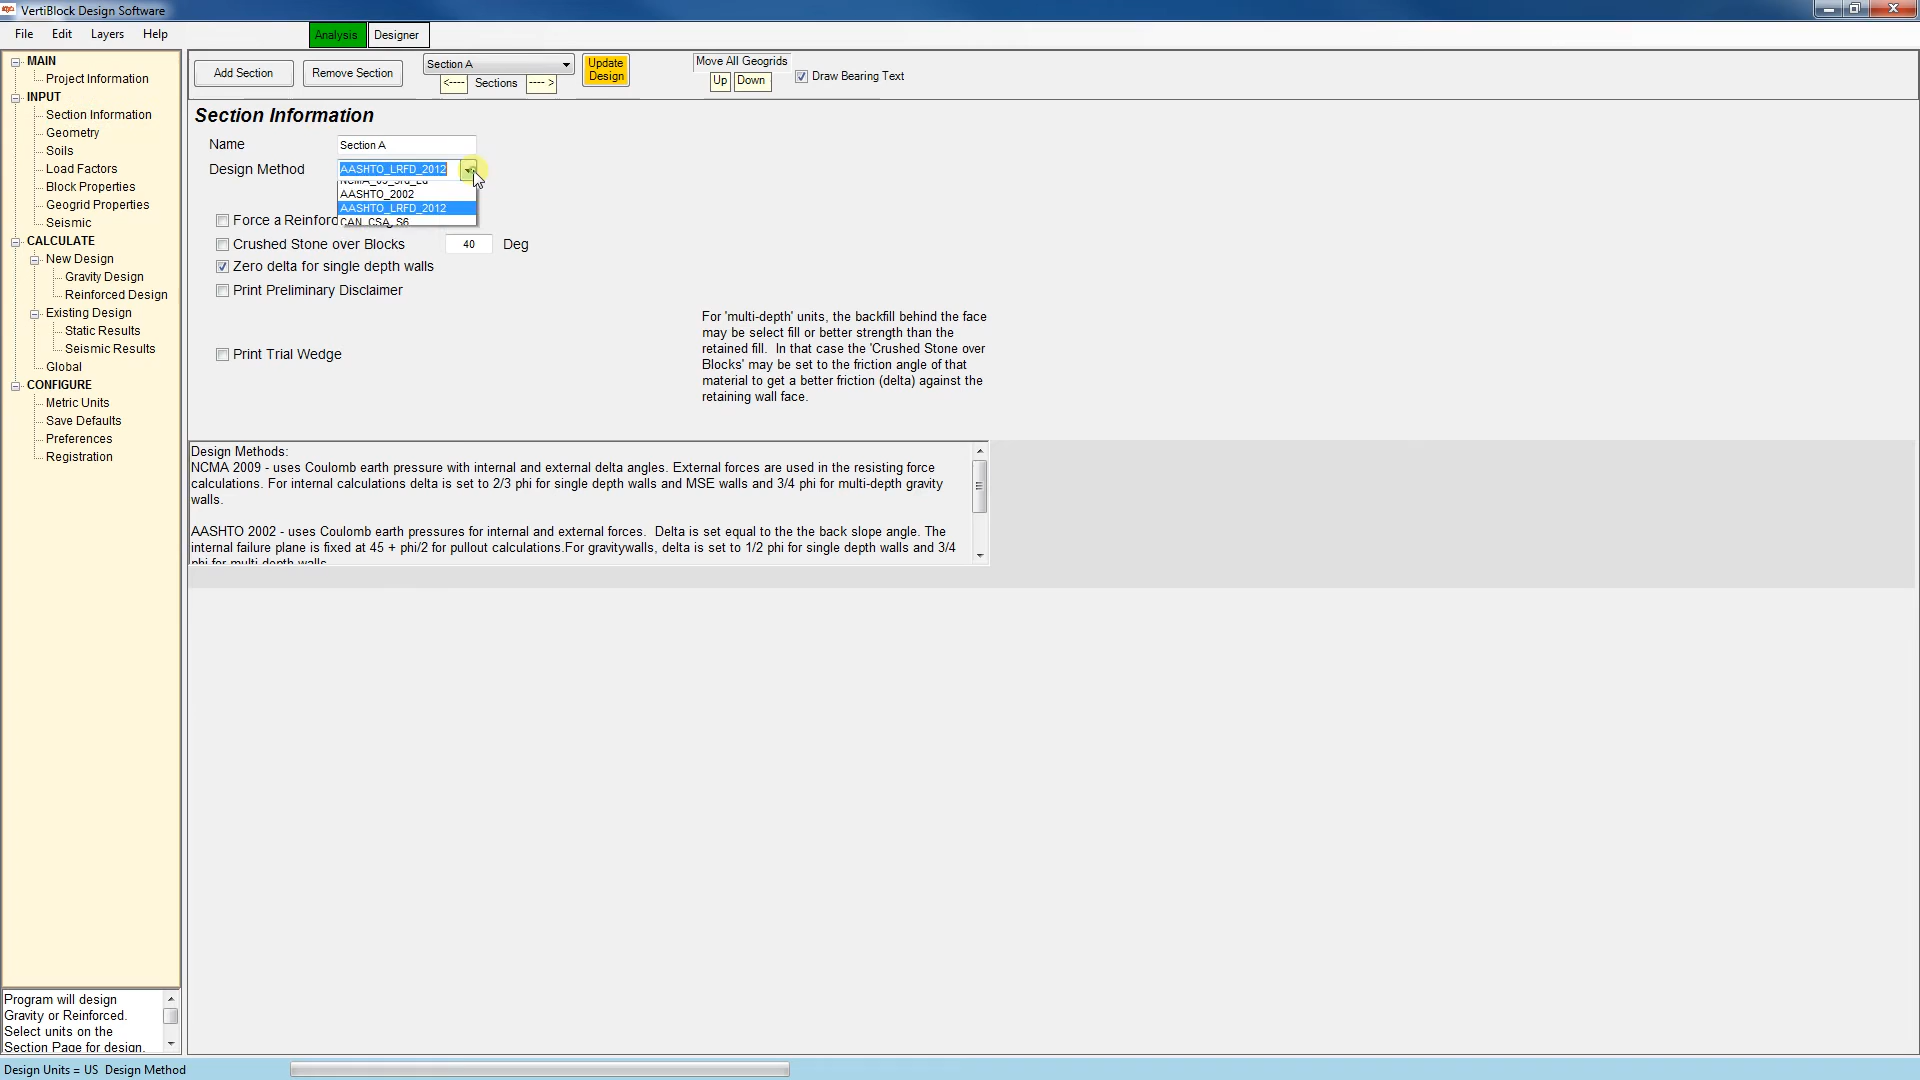 VertiBlock Design Software
File Edit Layers Help
Analysis Designer
MAIN
Project Information
INPUT
Section Information
Geometry
Soils
Load Factors
Block Properties
Geogrid Properties
Seismic
CALCULATE
New Design
Gravity Design
Reinforced Design
Existing Design
Static Results
Seismic Results
Global
CONFIGURE
Metric Units
Save Defaults
Preferences
Registration
Program will design
Gravity or Reinforced.
Select units on the
Section Page for design.
Add Section
Remove Section
Section A
<---- Sections ---- >
Update
Design
Move All Geogrids
Up Down
Draw Bearing Text
Section Information
Name Section A
Design Method AASHTO_LRFD_2012
AASHTO_2002
AASHTO_LRFD_2012
CAN_CSA_S6
Force a Reinford
Crushed Stone over Blocks 40 Deg
Zero delta for single depth walls
Print Preliminary Disclaimer
Print Trial Wedge
For 'multi-depth' units, the backfill behind the face
may be select fill or better strength than the
retained fill. In that case the 'Crushed Stone over
Blocks' may be set to the friction angle of that
material to get a better friction (delta) against the
retaining wall face.
Design Methods:
NCMA 2009 - uses Coulomb earth pressure with internal and external delta angles. External forces are used in the resisting force
calculations. For internal calculations delta is set to 2/3 phi for single depth walls and MSE walls and 3/4 phi for multi-depth gravity
walls.
AASHTO 2002 - uses Coulomb earth pressures for internal and external forces. Delta is set equal to the the back slope angle. The
internal failure plane is fixed at 45 + phi/2 for pullout calculations.For gravitywalls, delta is set to 1/2 phi for single depth walls and 3/4
phi for multi depth walls
Design Units = US Design Method